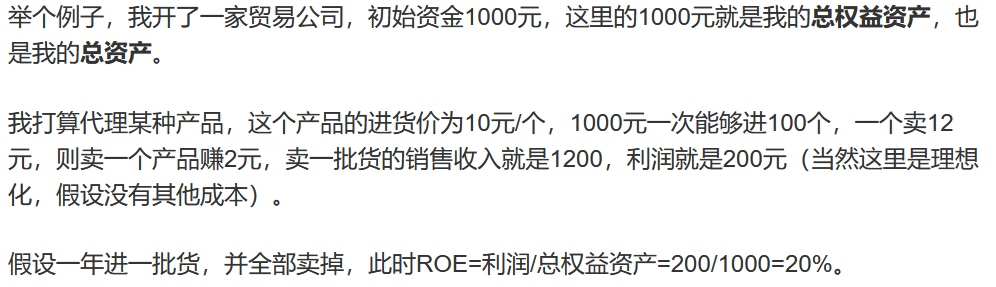 举个例子，我开了一家贸易公司，初始资金1000元，这里的1000元就是我的总权益资产，也
是我的总资产。
我打算代理某种产品，这个产品的进货价为10元/个，1000元一次能够进100个，一个卖12
元，则卖一个产品赚2元，卖一批货的销售收入就是1200，利润就是200元（当然这里是理想
化，假设没有其他成本）。
假设一年进一批货，并全部卖掉，此时ROE=利润/总权益资产=200/1000=20%。